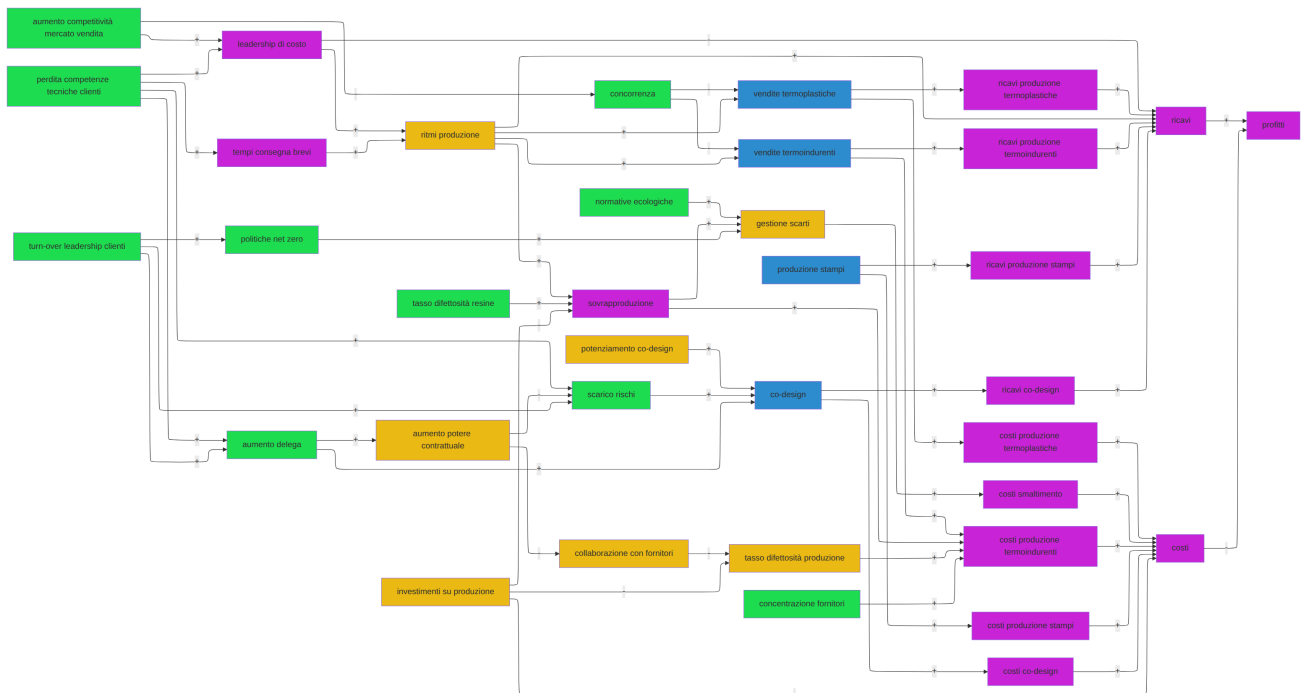 aumento competitività
mercato vendita
leadership di costo
perdita competenze
tecniche clienti
concorrenza
vendite termoplastiche
ricavi produzione
termoplastiche
ricavi
profitti
ritmi produzione
tempi consegna brevi
vendite termoindurenti
ricavi produzione
termoindurenti
normative ecologiche
gestione scarti
turn-over leadership clienti
politiche net zero
produzione stampi
ricavi produzione stampi
tasso difettosità resine
sovrapproduzione
potenziamento co-design
scarico rischi
co-design
ricavi co-design
aumento delega
aumento potere
contrattuale
costi produzione
termoplastiche
costi smaltimento
collaborazione con fornitori
tasso difettosità produzione
costi produzione
termoindurenti
costi
investimenti su produzione
concentrazione fornitori
costi produzione stampi
costi co-design